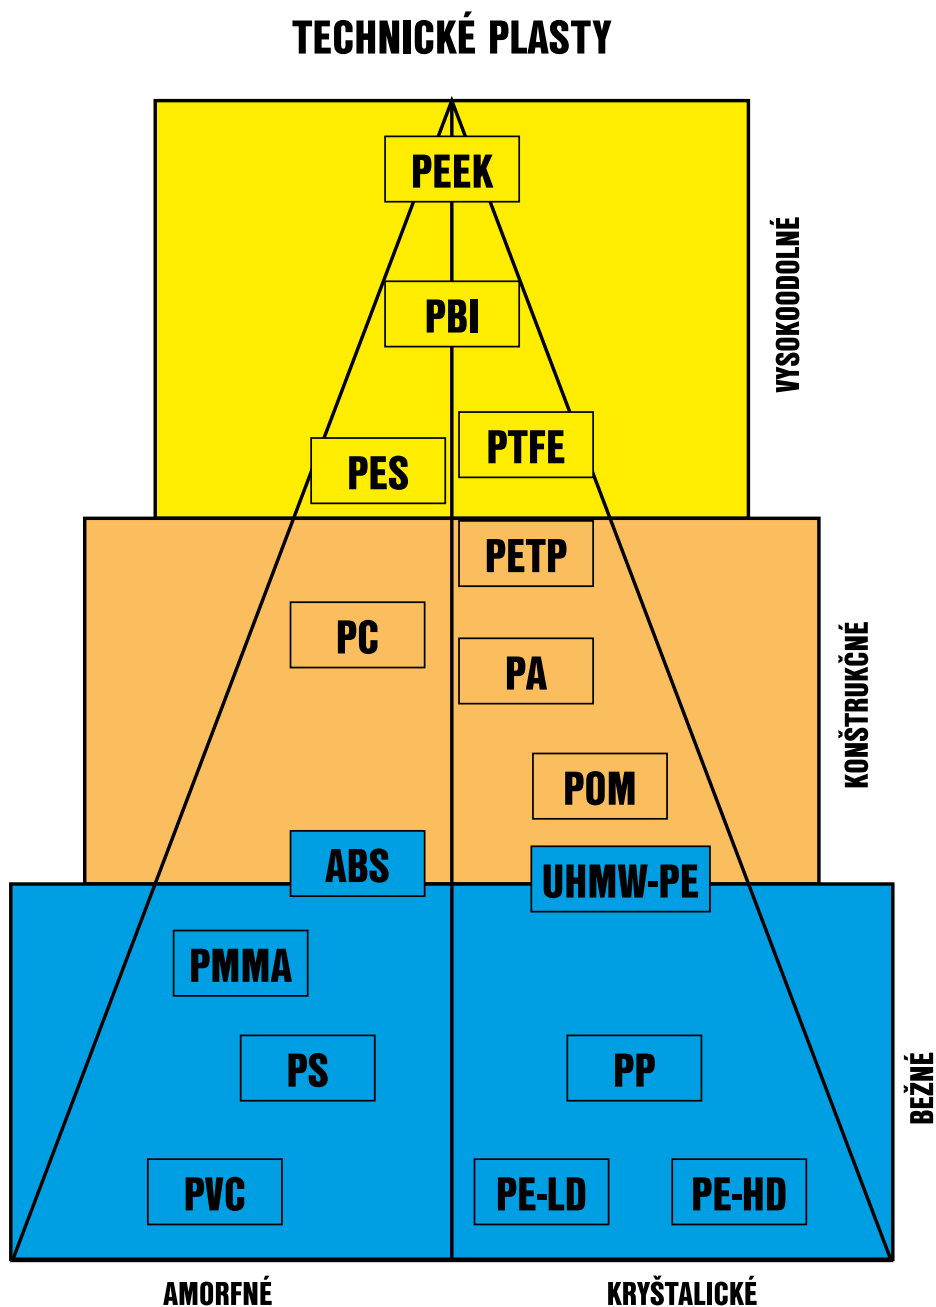 TECHNICKÉ PLASTY
PEEK
PBI
VYSOKOODOLNÉ
PTFE
PES
PETP
PC
PA
KONŠTRUKČNÉ
POM
ABS
UHMW-PE
PMMA
PS
PP
BEŽNÉ
PVC
PE-LD
PE-HD
AMORFNÉ
KRYŠTALICKÉ